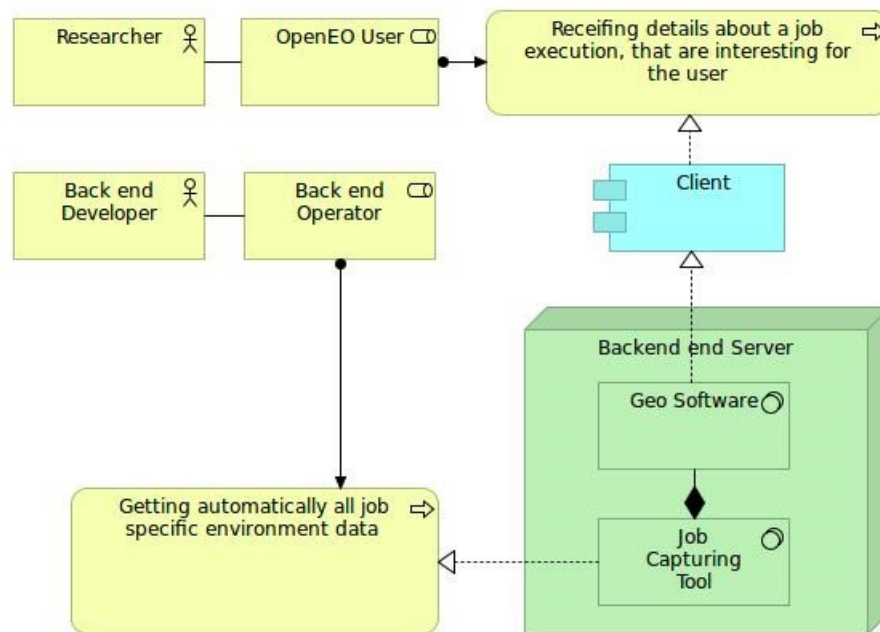 Researcher
OpenEO User
Receifing details about a job
execution, that are interesting for
the user
Back end
Developer
Back end
Operator
Client
Backend end Server
Geo Software
Getting automatically all job
specific environment data
Job
Capturing
Tool